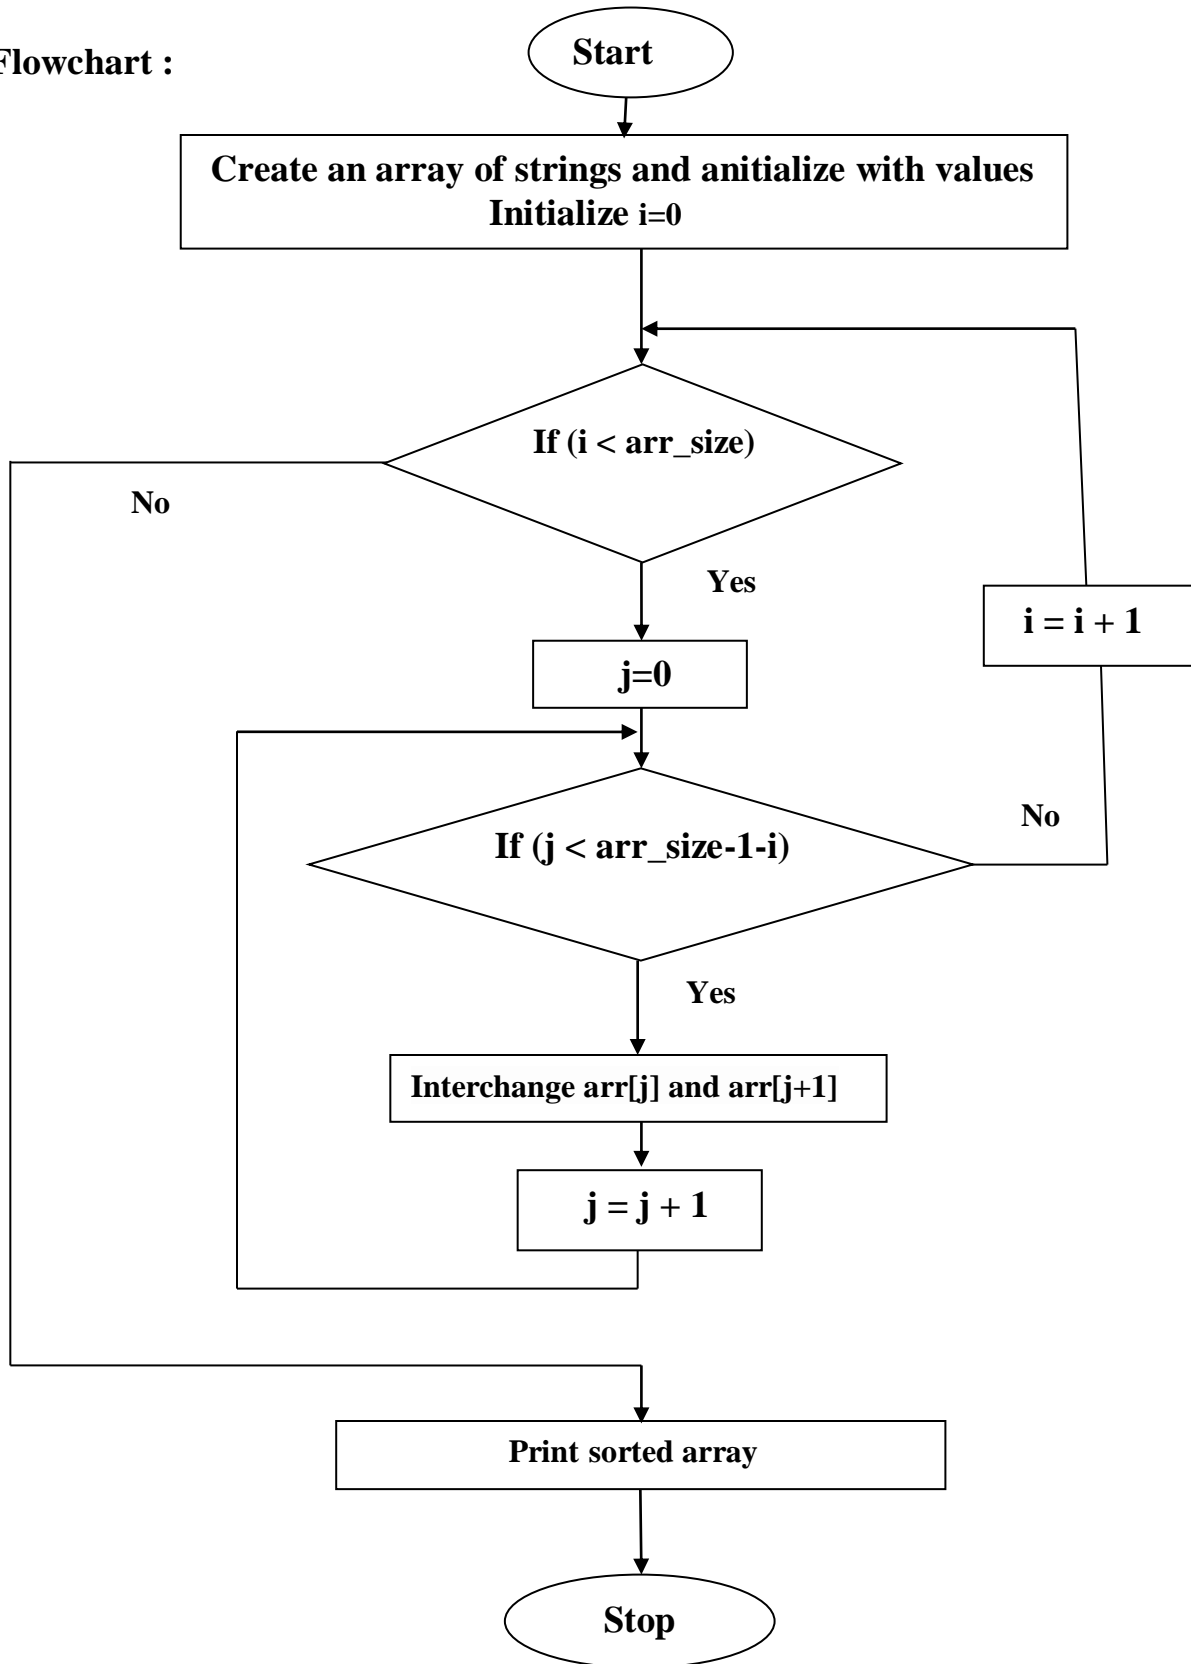 Flowchart :
Start
Create an array of strings and anitialize with values
Initialize i=0
If (i < arr_size)
No
Yes
i = i + 1
j=0
If (j < arr_size-1-i)
No
Yes
Interchange arr[j] and arr[j+1]
j = j + 1
Print sorted array
Stop